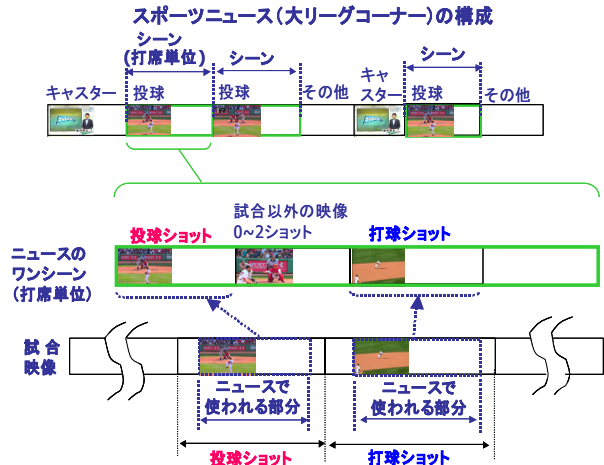 スポーツニュース(大リーグコーナー)の構成
シーン
(打席単位)
シーン
シーン
キャスター
投球
投球
その他
キャ
スター
投球
その他
試合以外の映像
0~2ショット
投球ショット
打球ショット
ニュースの
ワンシーン
(打席単位)
試合
映像
ニュースで
使われる部分
ニュースで
使われる部分
投球ショット
打球ショット